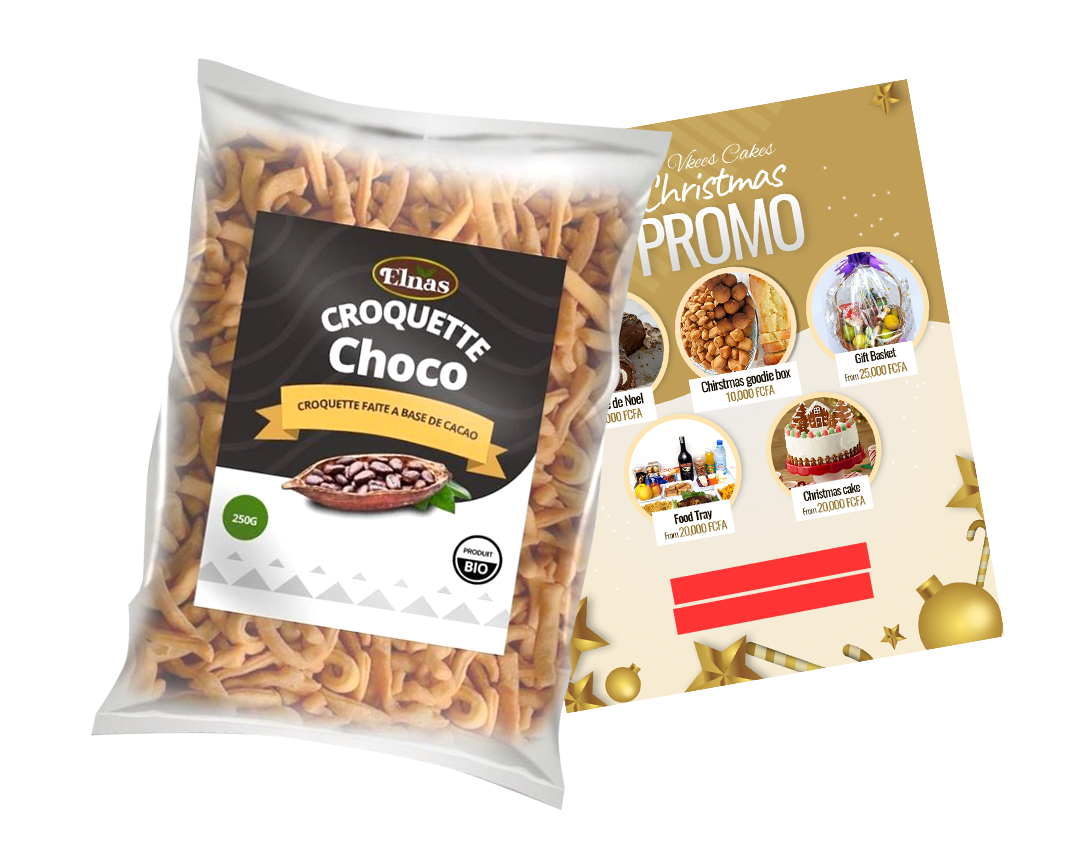 Elnas
CROQUETTE
Choco
CROQUETTE FAITE A BASE DE CACAO
250G
PRODUIT
BIO
Vkees Cakes
Christmas
PROMO
de Noel
000 FCFA
Chirstmas goodie box
10,000 FCFA
Gift Basket
From 25,000 FCFA
Food Tray
From 20,000 FCFA
Christmas cake
From 20,000 FCFA